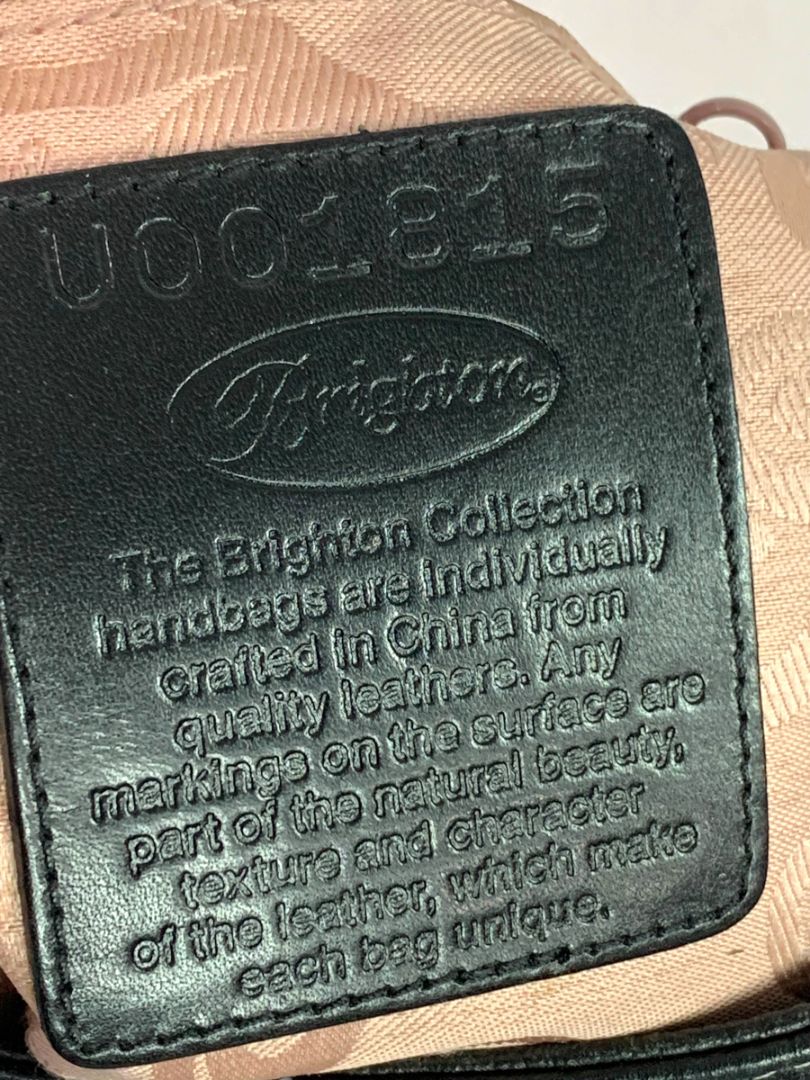 U001815
Brighton
The Brighton Collection
handbags are individually
crafted in China from
quality leathers. Any
markings on the surface are
part of the natural beauty,
texture and character
of the leather, which make
each bag unique.